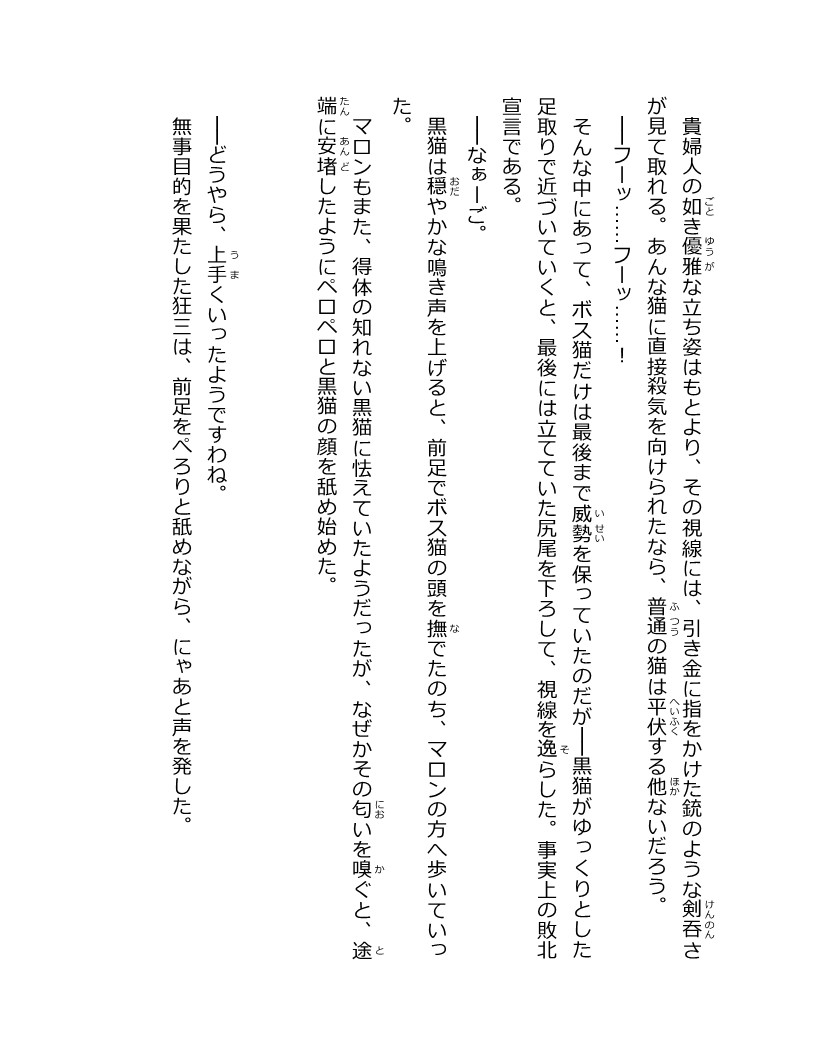 貴婦人の如き優雅な立ち姿はもとより、その視線には、引き金に指をかけた銃のような剣呑さ
が見て取れる。あんな猫に直接殺気を向けられたなら、普通の猫は平伏する他ないだろう。
──フーッ……フーッ……！
そんな中にあって、ボス猫だけは最後まで威勢を保っていたのだが──黒猫がゆっくりとした
足取りで近づいていくと、最後には立てていた尻尾を下ろして、視線を逸らした。事実上の敗北
宣言である。
──なぁーご。
黒猫は穏やかな鳴き声を上げると、前足でボス猫の頭を撫でたのち、マロンの方へ歩いていっ
た。
マロンもまた、得体の知れない黒猫に怯えていたようだったが、なぜかその匂いを嗅ぐと、途
端に安堵したようにペロペロと黒猫の顔を舐め始めた。
──どうやら、上手くいったようですわね。
無事目的を果たした狂三は、前足をぺろりと舐めながら、にゃあと声を発した。